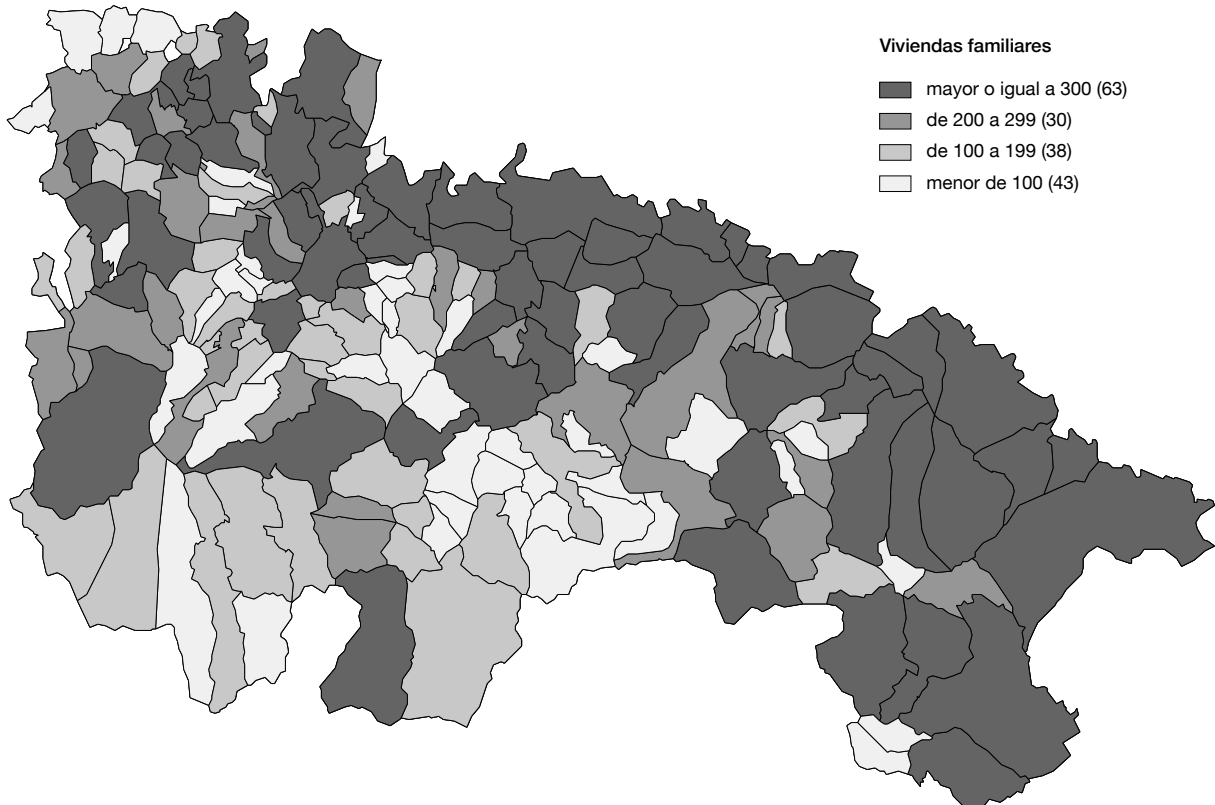 Viviendas familiares
mayor o igual a 300 (63)
de 200 a 299 (30)
de 100 a 199 (38)
menor de 100 (43)